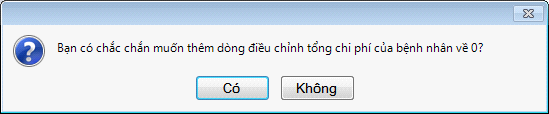 Bạn có chắc chắn muốn thêm dòng điều chỉnh tổng chi phí của bệnh nhân về 0?
Có Không